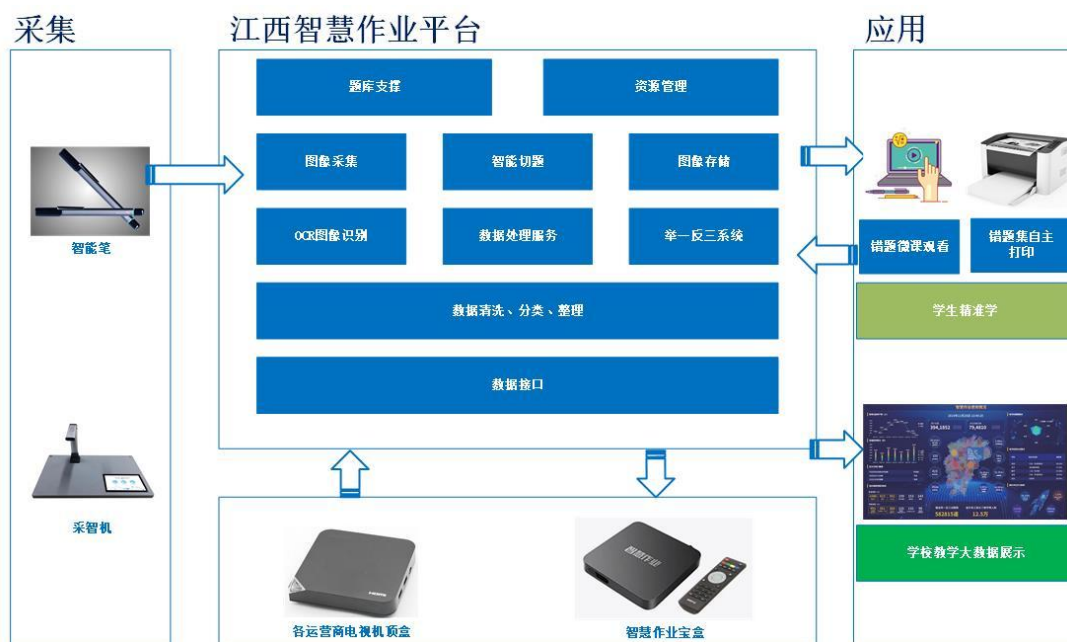 采集
江西智慧作业平台
应用
题库支撑
资源管理
图像采集
智能切题
图像存储
OCR图像识别
数据处理服务
举一反三系统
数据清洗、分类、整理
数据接口
智能笔
采智机
错题微课观看
错题集自主
打印
学生精准学
学校教学大数据展示
智慧作业
各运营商电视机顶盒
智慧作业宝盒